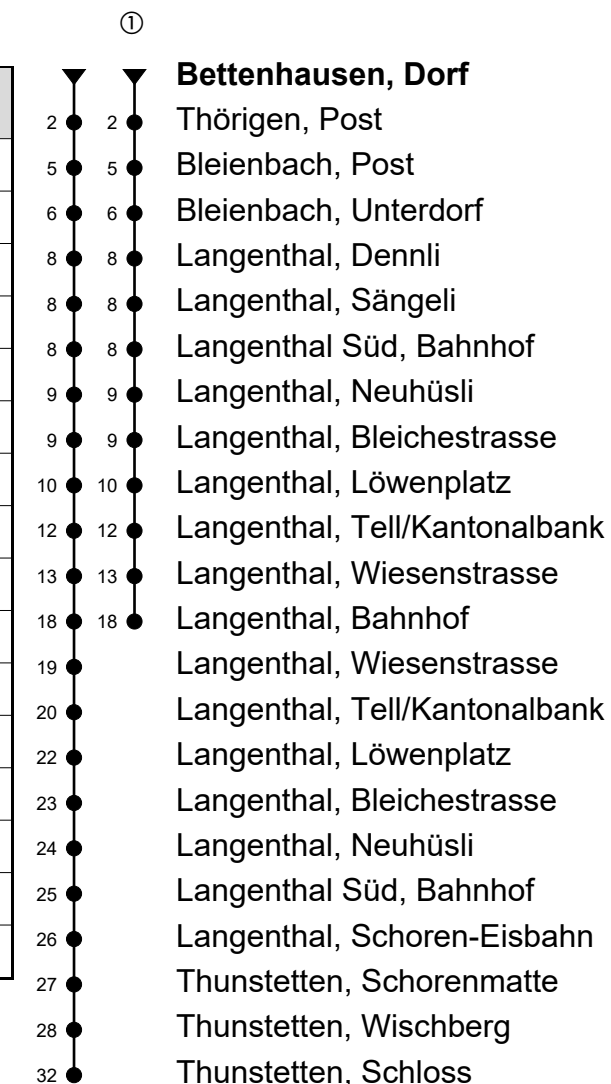 ①
Bettenhausen, Dorf
2 2 Thörigen, Post
5 5 Bleienbach, Post
6 6 Bleienbach, Unterdorf
8 8 Langenthal, Dennli
8 8 Langenthal, Sängeli
8 8 Langenthal Süd, Bahnhof
9 9 Langenthal, Neuhüsli
9 9 Langenthal, Bleichestrasse
10 10 Langenthal, Löwenplatz
12 12 Langenthal, Tell/Kantonalbank
13 13 Langenthal, Wiesenstrasse
18 18 Langenthal, Bahnhof
19 Langenthal, Wiesenstrasse
20 Langenthal, Tell/Kantonalbank
22 Langenthal, Löwenplatz
23 Langenthal, Bleichestrasse
24 Langenthal, Neuhüsli
25 Langenthal Süd, Bahnhof
26 Langenthal, Schoren-Eisbahn
27 Thunstetten, Schorenmatte
28 Thunstetten, Wischberg
32 Thunstetten, Schloss